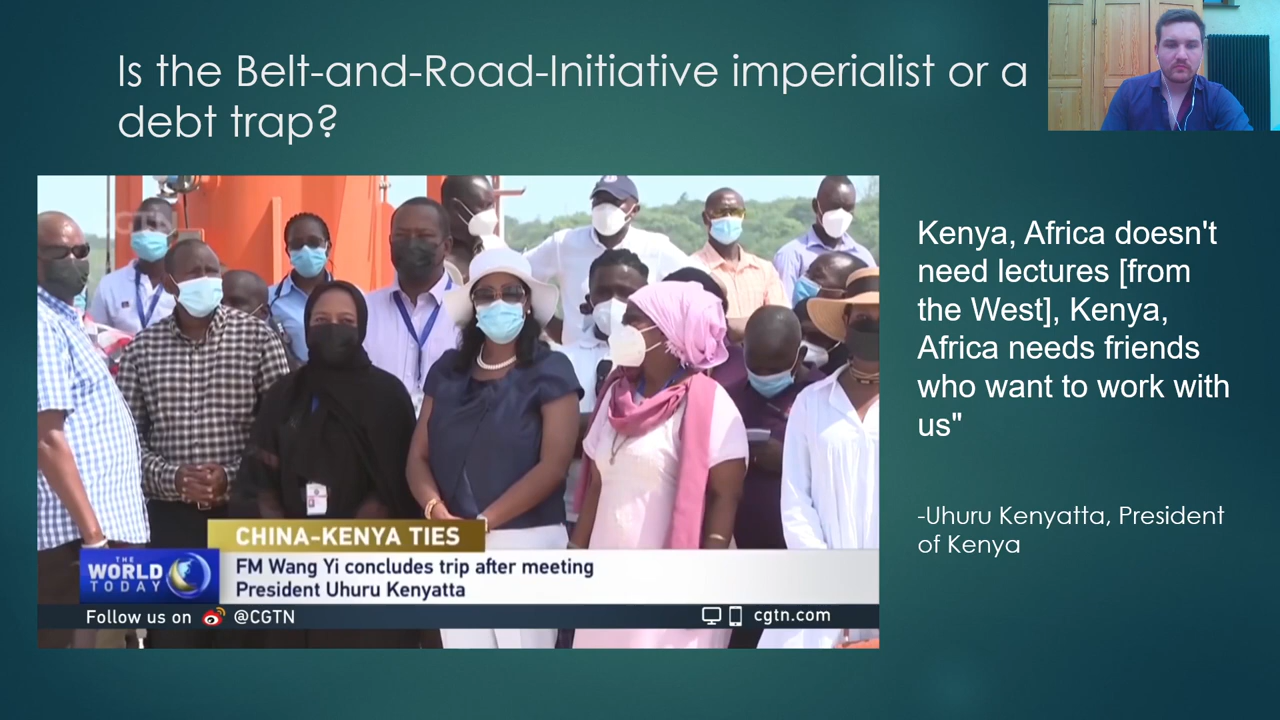 Is the Belt-and-Road-Initiative imperialist or a
debt trap?
CGTN
Kenya, Africa doesn't
need lectures [from
the West], Kenya,
Africa needs friends
who want to work with
us"
-Uhuru Kenyatta, President
of Kenya
CHINA-KENYA TIES
THE
WORLD
TODAY
FM Wang Yi concludes trip after meeting
President Uhuru Kenyatta
Follow us on @CGTN
cgtn.com